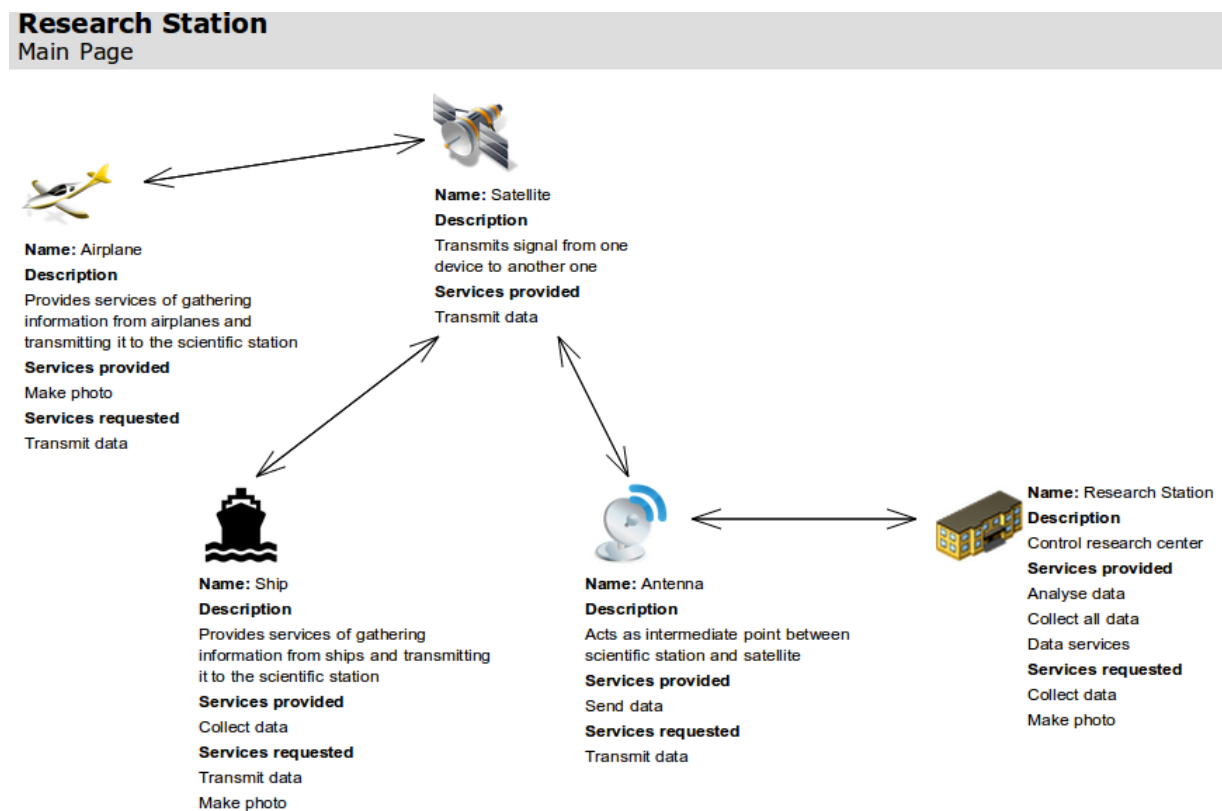 Research Station
Main Page
Name: Airplane
Description
Provides services of gathering
information from airplanes and
transmitting it to the scientific station
Services provided
Make photo
Services requested
Transmit data
Name: Satellite
Description
Transmits signal from one
device to another one
Services provided
Transmit data
Name: Ship
Description
Provides services of gathering
information from ships and transmitting
it to the scientific station
Services provided
Collect data
Services requested
Transmit data
Make photo
Name: Antenna
Description
Acts as intermediate point between
scientific station and satellite
Services provided
Send data
Services requested
Transmit data
Name: Research Station
Description
Control research center
Services provided
Analyse data
Collect all data
Data services
Services requested
Collect data
Make photo